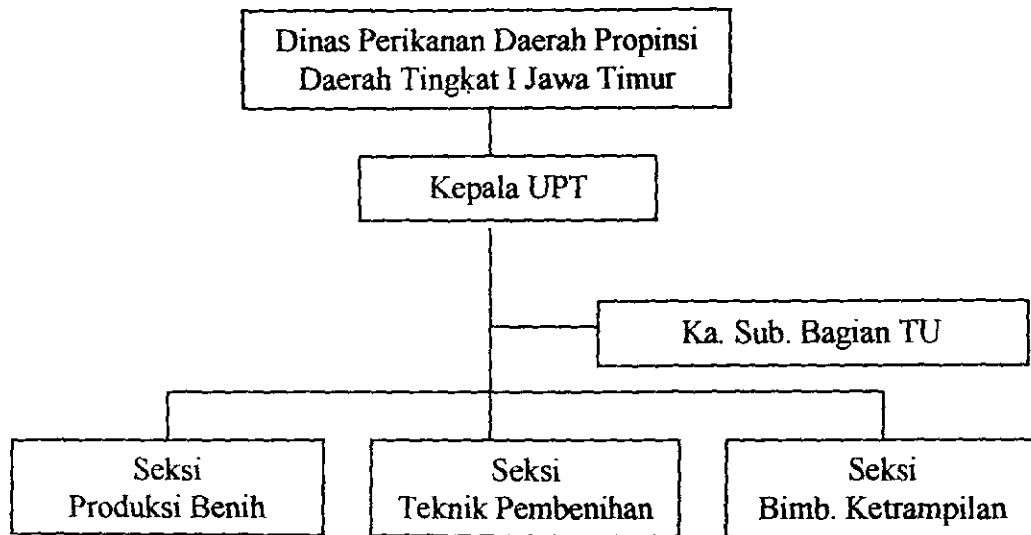 Dinas Perikanan Daerah Propinsi
Daerah Tingkat I Jawa Timur
Kepala UPT
Ka. Sub. Bagian TU
Seksi
Produksi Benih
Seksi
Teknik Pembenihan
Seksi
Bimb. Ketrampilan